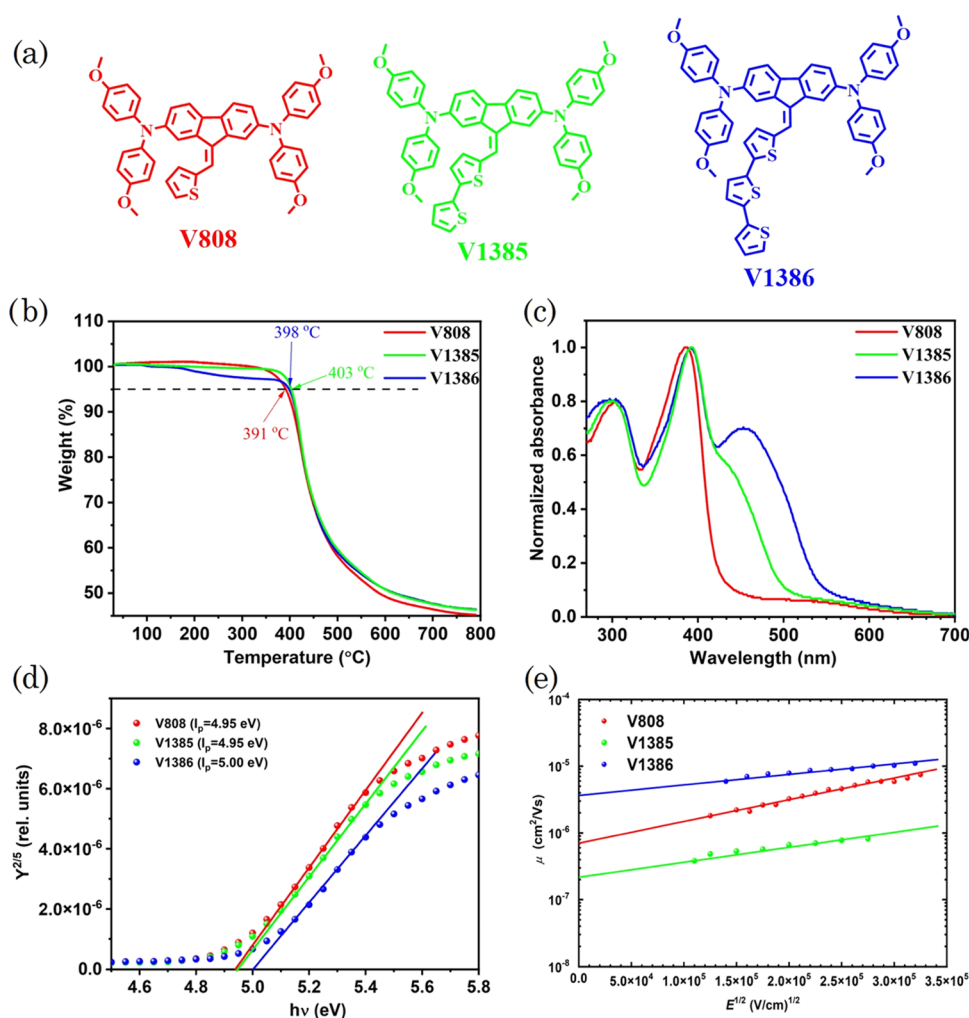 (a)
O
O
N
N
O
O
S
V808
O
O
N
N
O
O
S
S
V1385
O
O
N
N
O
O
S
S
S
V1386
(b)
110
100
90
80
70
60
50
Weight (%)
100 200 300 400 500 600 700 800
Temperature (°C)
V808
V1385
V1386
398 °C
403 °C
391 °C
(c)
1.0
0.8
0.6
0.4
0.2
0.0
Normalized absorbance
300 400 500 600 700
Wavelength (nm)
V808
V1385
V1386
(d)
8.0×10⁻⁶
6.0×10⁻⁶
4.0×10⁻⁶
2.0×10⁻⁶
0.0
Y²ᐟ⁵ (rel. units)
4.6 4.8 5.0 5.2 5.4 5.6 5.8
hν (eV)
V808 (Iₚ=4.95 eV)
V1385 (Iₚ=4.95 eV)
V1386 (Iₚ=5.00 eV)
(e)
10⁻⁴
10⁻⁵
10⁻⁶
10⁻⁷
10⁻⁸
μ (cm²/Vs)
0.0 5.0×10⁴ 1.0×10⁵ 1.5×10⁵ 2.0×10⁵ 2.5×10⁵ 3.0×10⁵ 3.5×10⁵
E¹ᐟ² (V/cm)¹ᐟ²
V808
V1385
V1386